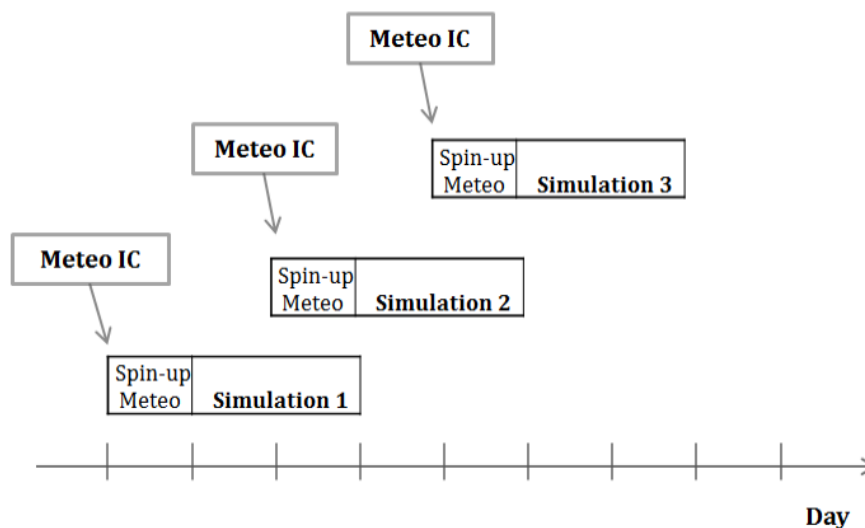 Meteo IC
Spin-up
Meteo
Simulation 3
Meteo IC
Spin-up
Meteo
Simulation 2
Meteo IC
Spin-up
Meteo
Simulation 1
Day